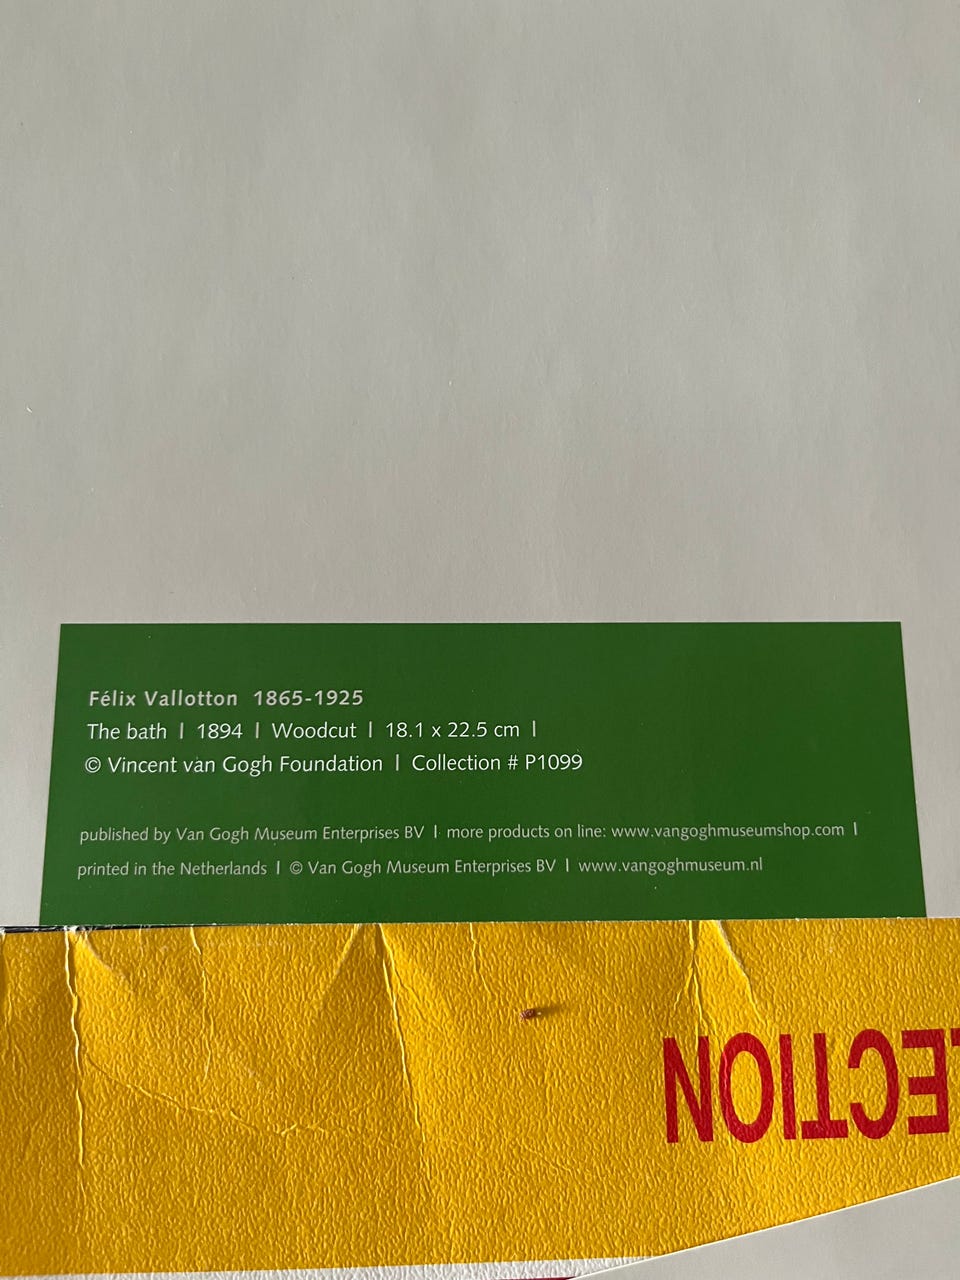 Félix Vallotton 1865-1925
The bath | 1894 | Woodcut | 18.1 x 22.5 cm |
© Vincent van Gogh Foundation | Collection # P1099
published by Van Gogh Museum Enterprises BV | more products on line: www.vangoghmuseumshop.com |
printed in the Netherlands | © Van Gogh Museum Enterprises BV | www.vangoghmuseum.nl
ECTION